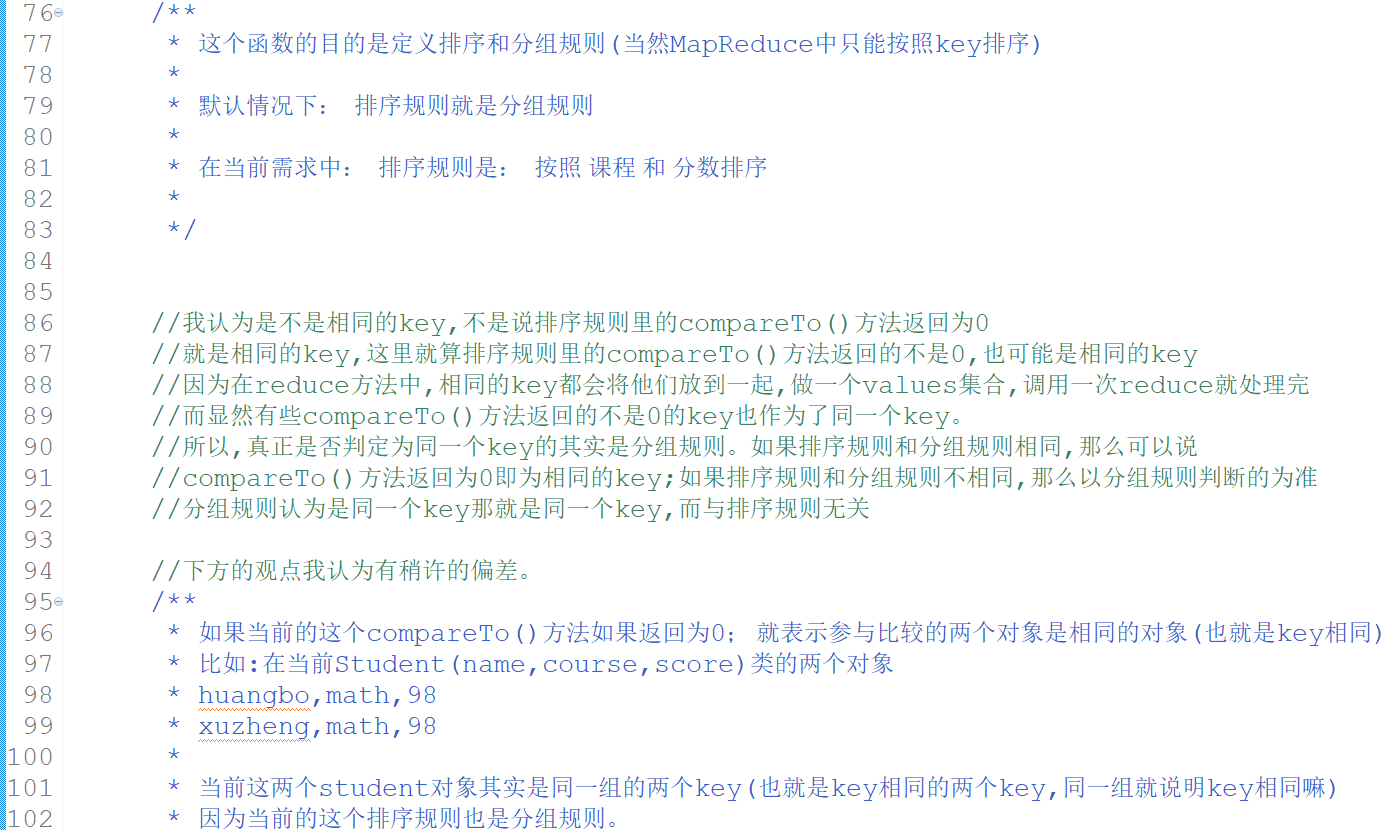 76 /**
77 * 这个函数的目的是定义排序和分组规则(当然MapReduce中只能按照key排序)
78 *
79 * 默认情况下： 排序规则就是分组规则
80 *
81 * 在当前需求中： 排序规则是： 按照 课程 和 分数排序
82 *
83 */
84
85
86 //我认为是不是相同的key,不是说排序规则里的compareTo()方法返回为0
87 //就是相同的key,这里就算排序规则里的compareTo()方法返回的不是0,也可能是相同的key
88 //因为在reduce方法中,相同的key都会将他们放到一起,做一个values集合,调用一次reduce就处理完
89 //而显然有些compareTo()方法返回的不是0的key也作为了同一个key。
90 //所以,真正是否判定为同一个key的其实是分组规则。如果排序规则和分组规则相同,那么可以说
91 //compareTo()方法返回为0即为相同的key;如果排序规则和分组规则不相同,那么以分组规则判断的为准
92 //分组规则认为是同一个key那就是同一个key,而与排序规则无关
93
94 //下方的观点我认为有稍许的偏差。
95 /**
96 * 如果当前的这个compareTo()方法如果返回为0； 就表示参与比较的两个对象是相同的对象(也就是key相同)
97 * 比如:在当前Student(name,course,score)类的两个对象
98 * huangbo,math,98
99 * xuzheng,math,98
100 *
101 * 当前这两个student对象其实是同一组的两个key(也就是key相同的两个key,同一组就说明key相同嘛)
102 * 因为当前的这个排序规则也是分组规则。